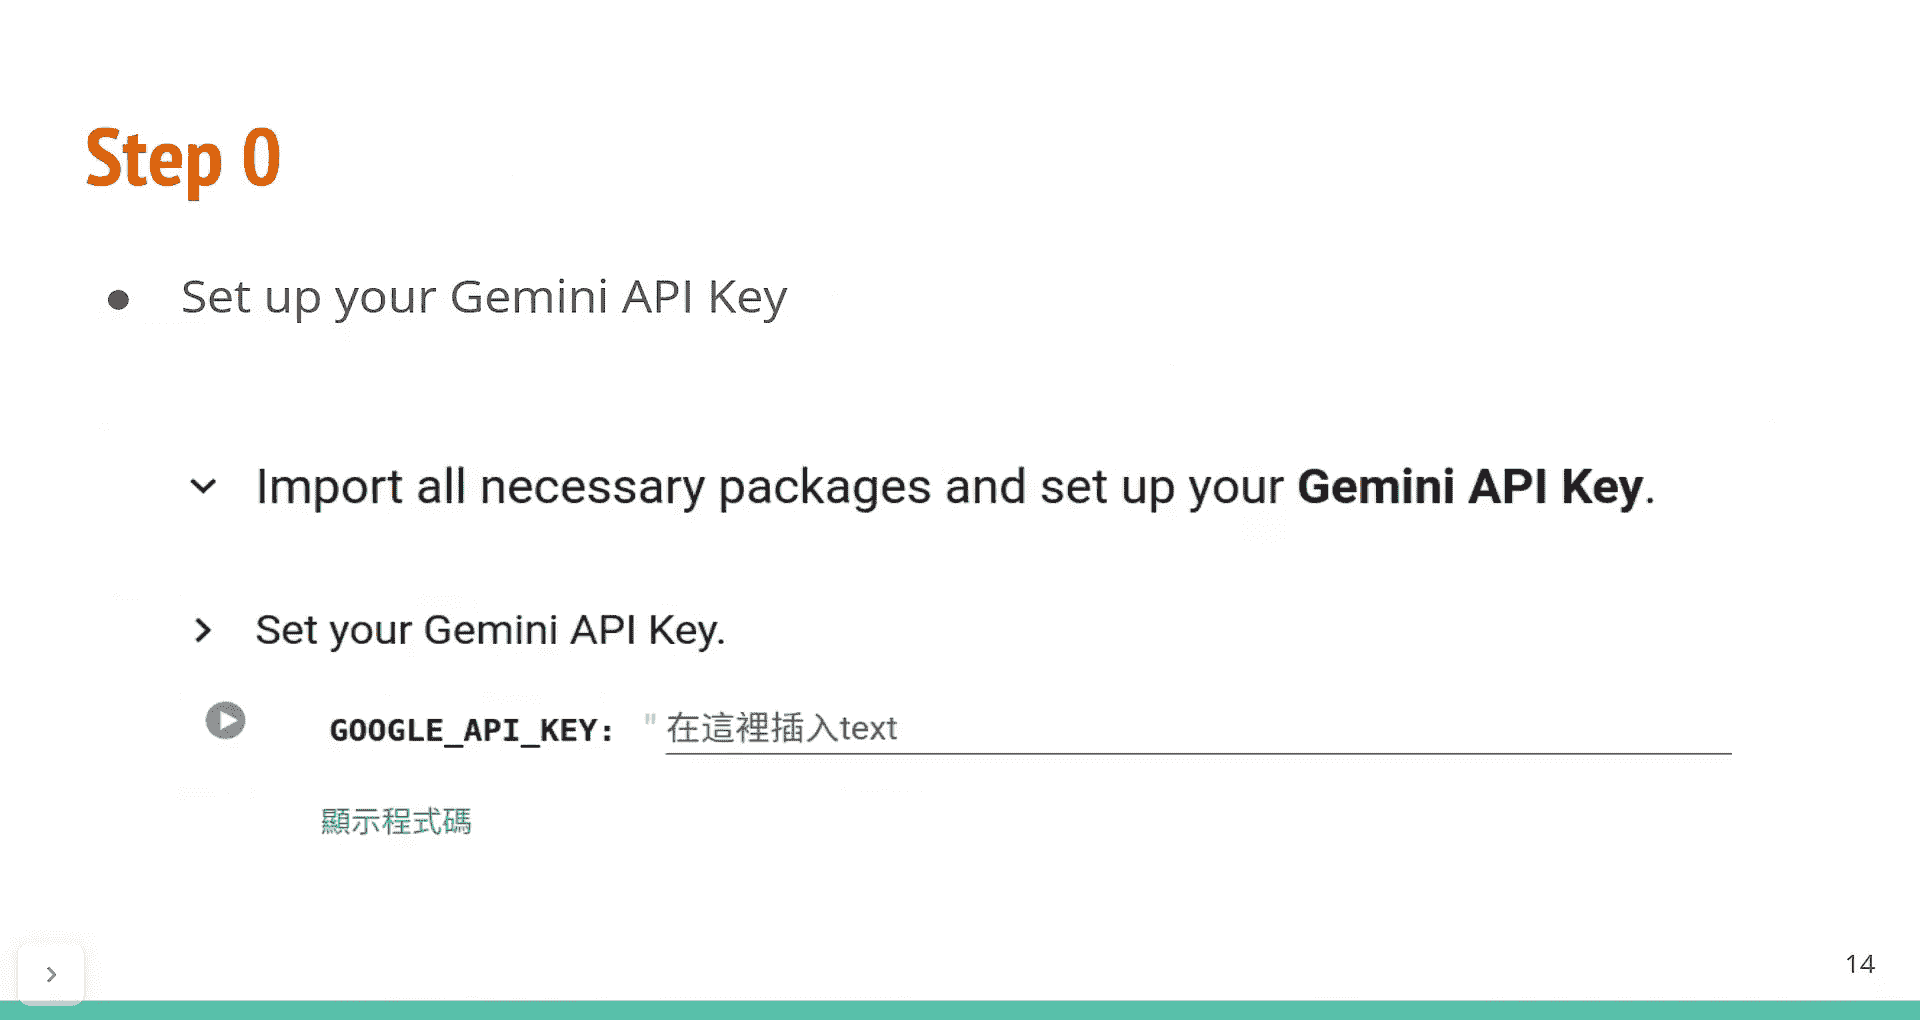 Step 0
● Set up your Gemini API Key
Import all necessary packages and set up your Gemini API Key.
Set your Gemini API Key.
GOOGLE_API_KEY: " 在這裡插入text
顯示程式碼
14